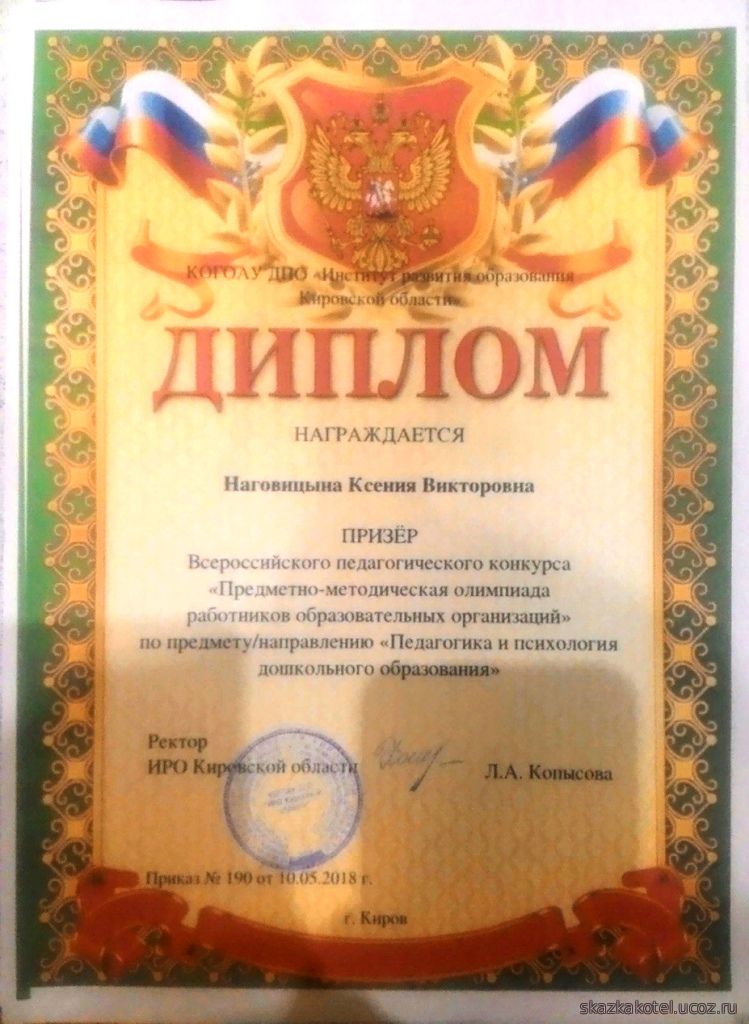 КОГОАУ ДПО «Институт развития образования
Кировской области»
ДИПЛОМ
НАГРАЖДАЕТСЯ
Наговицына Ксения Викторовна
ПРИЗЁР
Всероссийского педагогического конкурса
«Предметно-методическая олимпиада
работников образовательных организаций»
по предмету/направлению «Педагогика и психология
дошкольного образования»
Ректор
ИРО Кировской области
Л.А. Копысова
Приказ № 190 от 10.05.2018 г.
г. Киров
skazkakotel.ucoz.ru